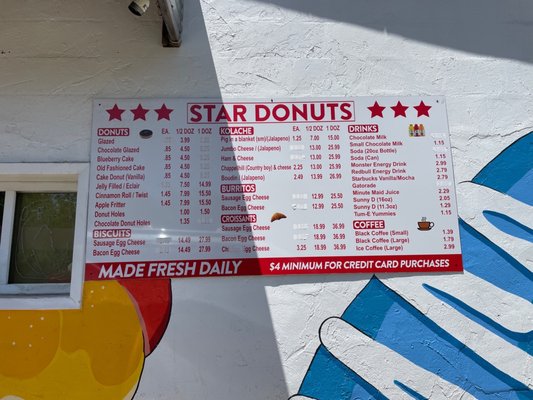 STAR DONUTS
DONUTS EA. 1/2 DOZ 1 DOZ
Glazed 3.99
Chocolate Glazed .85 4.50
Blueberry Cake .85 4.50
Old Fashioned Cake .85 4.50
Cake Donut (Vanilla) .85 4.50
Jelly Filled / Eclair 7.50 14.99
Cinnamon Roll / Twist 1.45 7.99 15.50
Apple Fritter 1.45 7.99 15.50
Donut Holes 1.00 1.50
Chocolate Donut Holes 1.35
BISCUITS
Sausage Egg Cheese 14.49 27.99
Bacon Egg Cheese 14.49 27.99
KOLACHE EA. 1/2 DOZ 1 DOZ
Pig in a blanket (sm)/(Jalapeno) 1.25 7.00 15.00
Jumbo Cheese / (Jalapeno) 13.00 25.99
Ham & Cheese 13.00 25.99
Chappelhill (Country boy) & cheese 2.25 13.00 25.99
Boudin / (Jalapeno) 2.40 13.99 26.99
BURRITOS
Sausage Egg Cheese 12.99 25.50
Bacon Egg Cheese 12.99 25.50
CROISSANTS
Sausage Egg Cheese 18.99 36.99
Bacon Egg Cheese 18.99 36.99
Egg Cheese 3.25 18.99 36.99
DRINKS
Chocolate Milk
Small Chocolate Milk 1.15
Soda (20oz Bottle)
Soda (Can) 1.15
Monster Energy Drink 2.99
Redbull Energy Drink 2.79
Starbucks Vanilla/Mocha 2.79
Gatorade
Minute Maid Juice 2.29
Sunny D (16oz) 2.05
Sunny D (11.3oz)
Tum-E Yummies 1.15
COFFEE
Black Coffee (Small) 1.39
Black Coffee (Large) 1.79
Ice Coffee (Large) 2.99
MADE FRESH DAILY $4 MINIMUM FOR CREDIT CARD PURCHASES